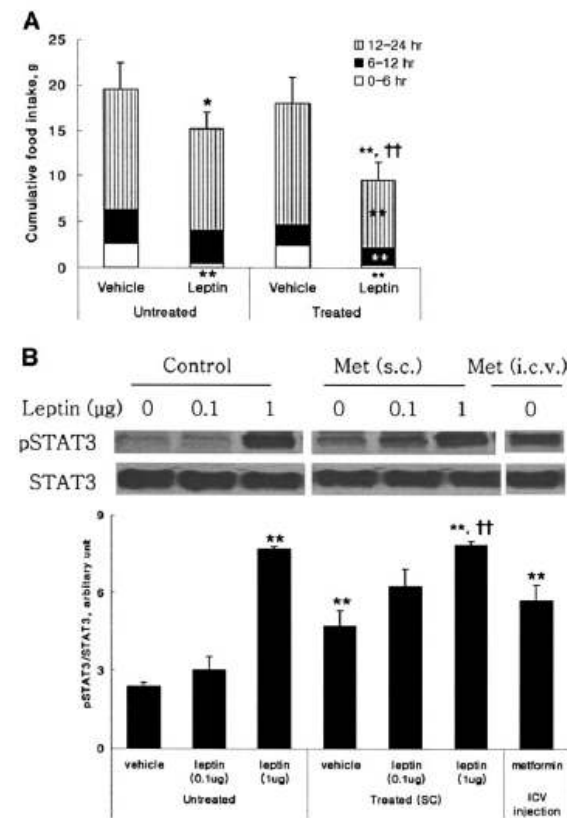 A
12-24 hr
6-12 hr
0-6 hr
Cumulative food intake, g
25
20
15
10
5
0
*
**
**, ††
**
**
**
Vehicle Leptin Vehicle Leptin
Untreated Treated
B
Control Met (s.c.) Met (i.c.v.)
Leptin (µg) 0 0.1 1 0 0.1 1 0
pSTAT3
STAT3
pSTAT3/STAT3, arbitary unit
9
6
3
0
**
**
**, ††
**
vehicle leptin (0.1ug) leptin (1ug) vehicle leptin (0.1ug) leptin (1ug) metformin
Untreated Treated (SC) ICV injection